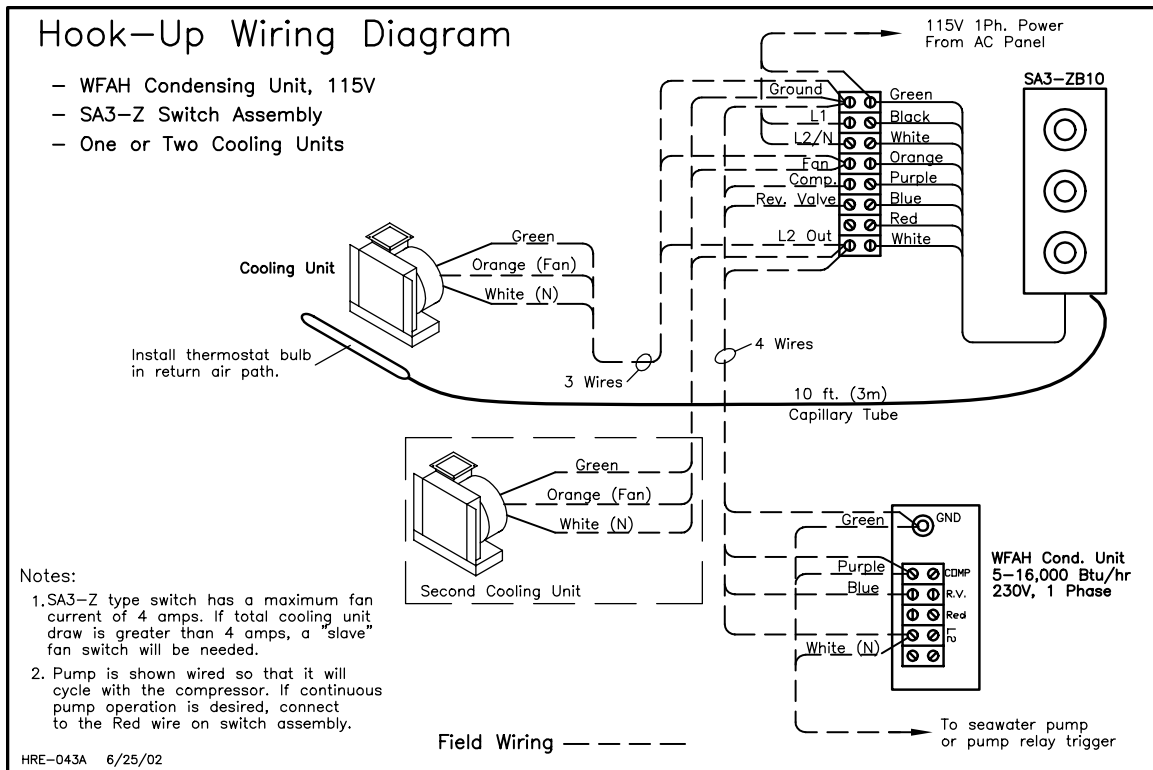 Hook-Up Wiring Diagram
- WFAH Condensing Unit, 115V
- SA3-Z Switch Assembly
- One or Two Cooling Units
115V 1Ph. Power
From AC Panel
SA3-ZB10
Ground
L1
L2/N
Fan
Comp.
Rev. Valve
L2 Out
Green
Black
White
Orange
Purple
Blue
Red
White
Cooling Unit
Green
Orange (Fan)
White (N)
Install thermostat bulb
in return air path.
3 Wires
4 Wires
10 ft. (3m)
Capillary Tube
Green
Orange (Fan)
White (N)
Second Cooling Unit
Green
GND
Purple
Blue
White (N)
COMP
R.V.
Red
L2
WFAH Cond. Unit
5-16,000 Btu/hr
230V, 1 Phase
Notes:
1. SA3-Z type switch has a maximum fan
current of 4 amps. If total cooling unit
draw is greater than 4 amps, a "slave"
fan switch will be needed.
2. Pump is shown wired so that it will
cycle with the compressor. If continuous
pump operation is desired, connect
to the Red wire on switch assembly.
Field Wiring
To seawater pump
or pump relay trigger
HRE-043A 6/25/02